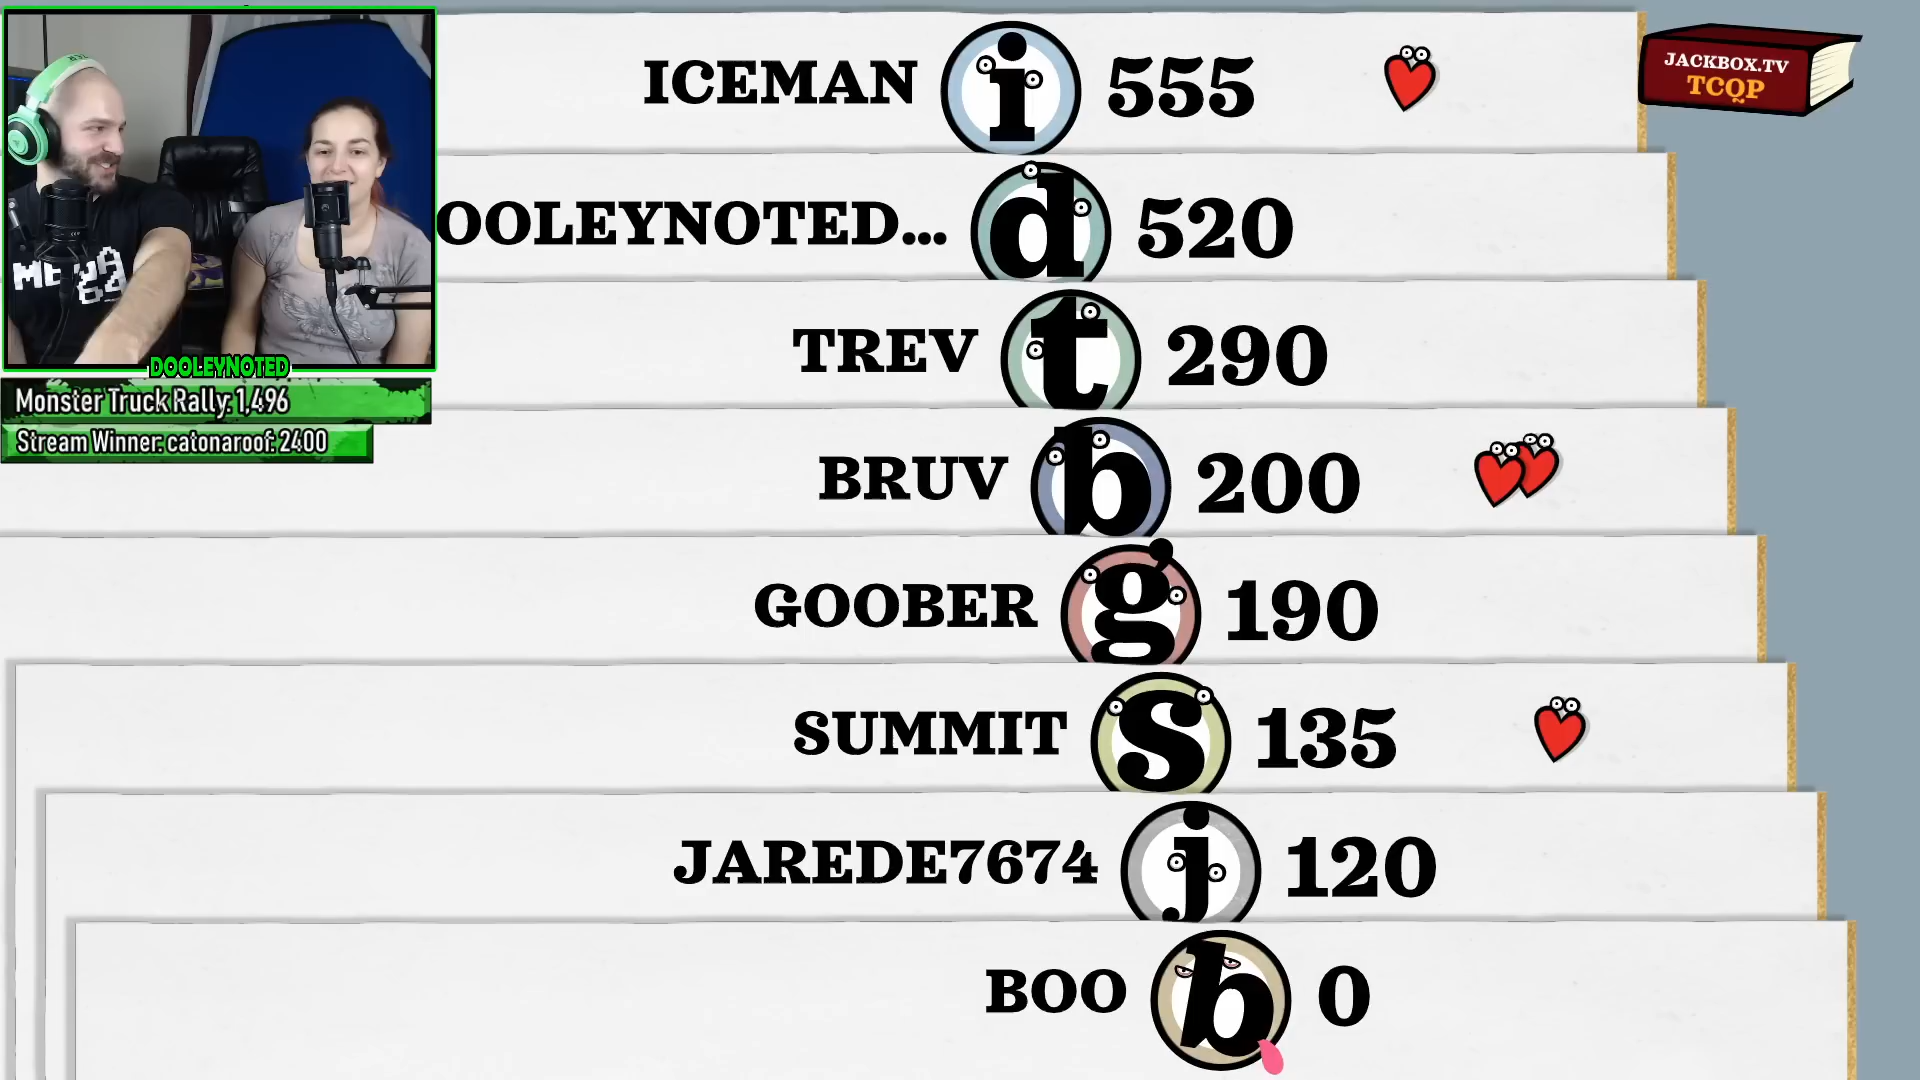 ICEMAN i 555
JACKBOX.TV
TCQP
OOLEYNOTED... d 520
TREV t 290
DOOLEYNOTED
Monster Truck Rally: 1,496
Stream Winner: catonaroof: 2400
BRUV b 200
GOOBER g 190
SUMMIT s 135
JAREDE7674 j 120
BOO b 0